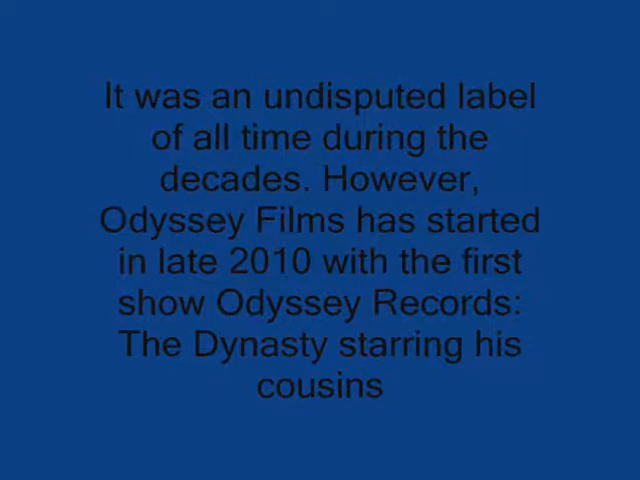 It was an undisputed label
of all time during the
decades. However,
Odyssey Films has started
in late 2010 with the first
show Odyssey Records:
The Dynasty starring his
cousins